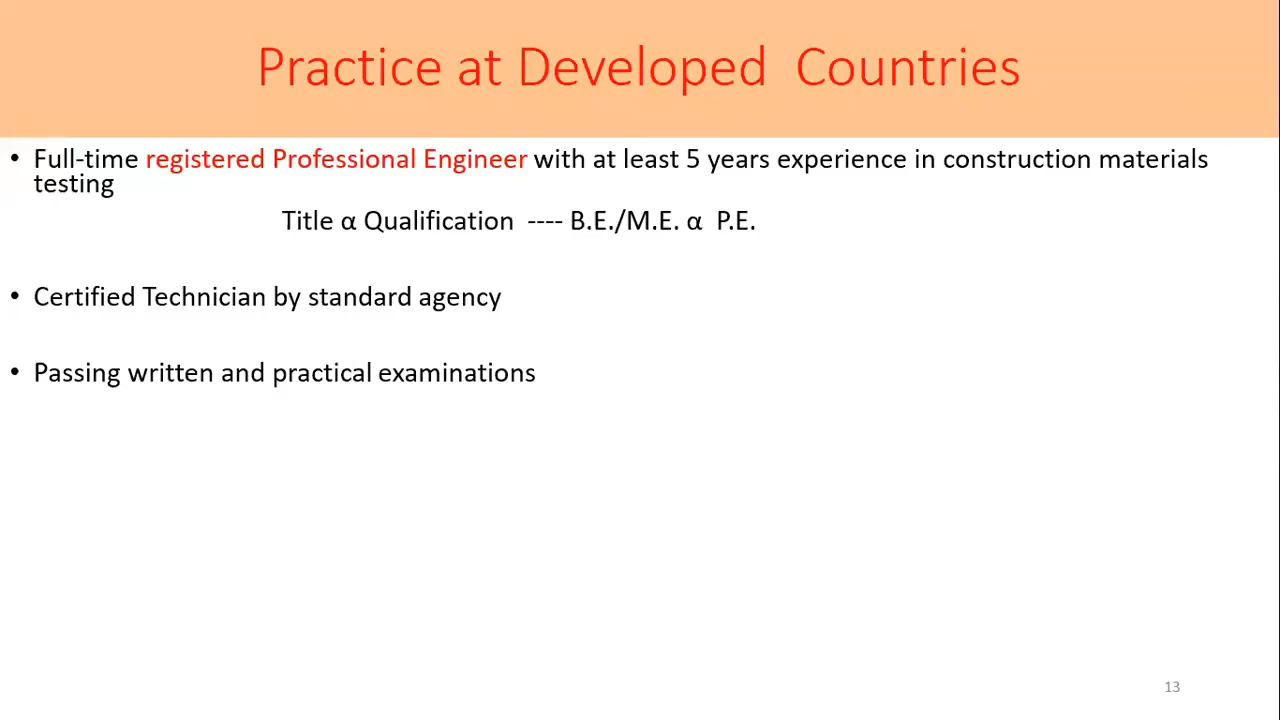 Practice at Developed Countries
• Full-time registered Professional Engineer with at least 5 years experience in construction materials
testing
Title α Qualification ---- B.E./M.E. α P.E.
• Certified Technician by standard agency
• Passing written and practical examinations
13